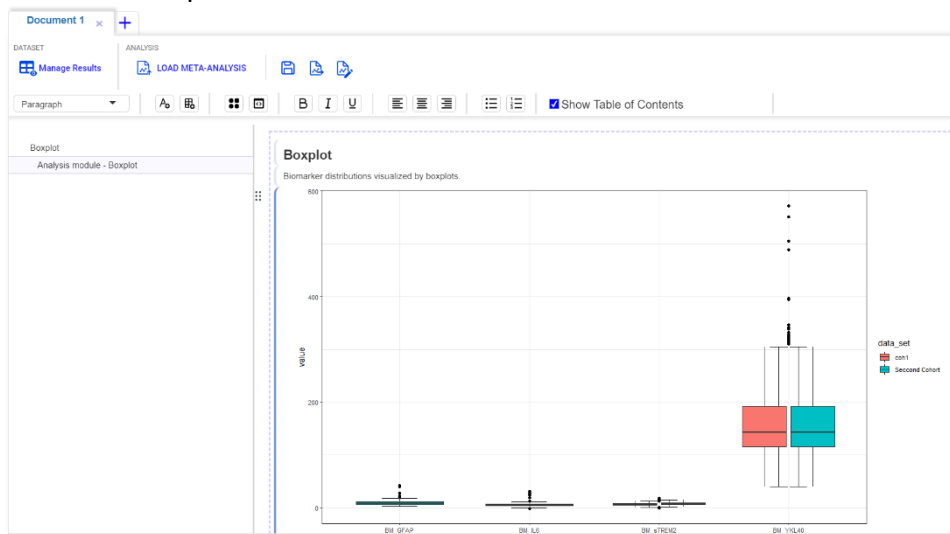 Document 1 × +
DATASET
ANALYSIS
Manage Results
LOAD META-ANALYSIS
Paragraph
B I U
Show Table of Contents
Boxplot
Analysis module - Boxplot
Boxplot
Biomarker distributions visualized by boxplots.
600
400
200
0
value
BM_GFAP
BM_IL6
BM_sTREM2
BM_YKL40
data_set
coh1
Seccond Cohort